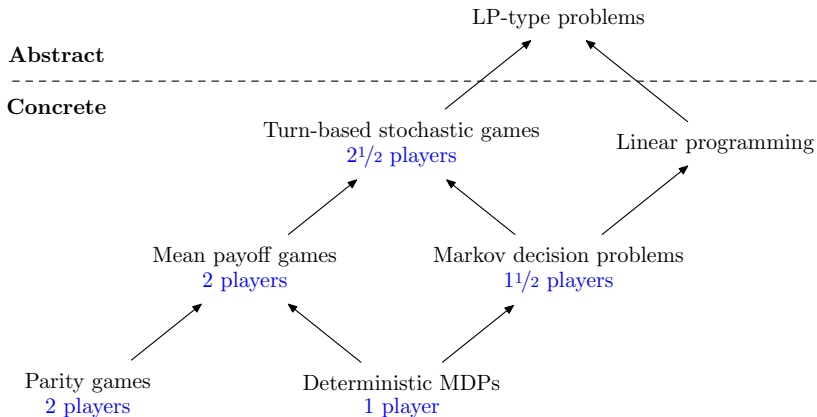 LP-type problems
Abstract
Concrete
Turn-based stochastic games
2½ players
Linear programming
Mean payoff games
2 players
Markov decision problems
1½ players
Parity games
2 players
Deterministic MDPs
1 player